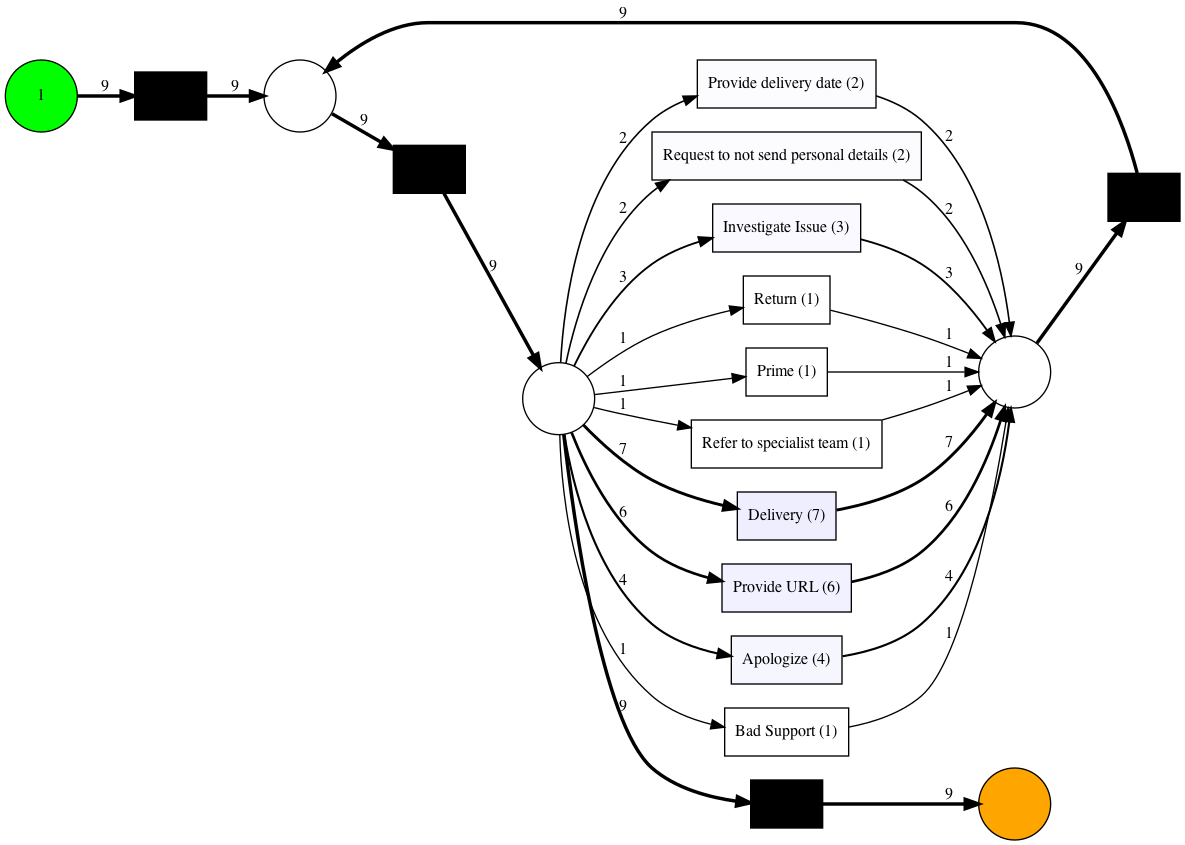 9
1
9
9
9
Provide delivery date (2)
2
2
Request to not send personal details (2)
2
2
Investigate Issue (3)
3
3
9
9
Return (1)
1
1
Prime (1)
1
1
Refer to specialist team (1)
1
1
Delivery (7)
7
7
Provide URL (6)
6
6
Apologize (4)
4
4
Bad Support (1)
1
1
9
9